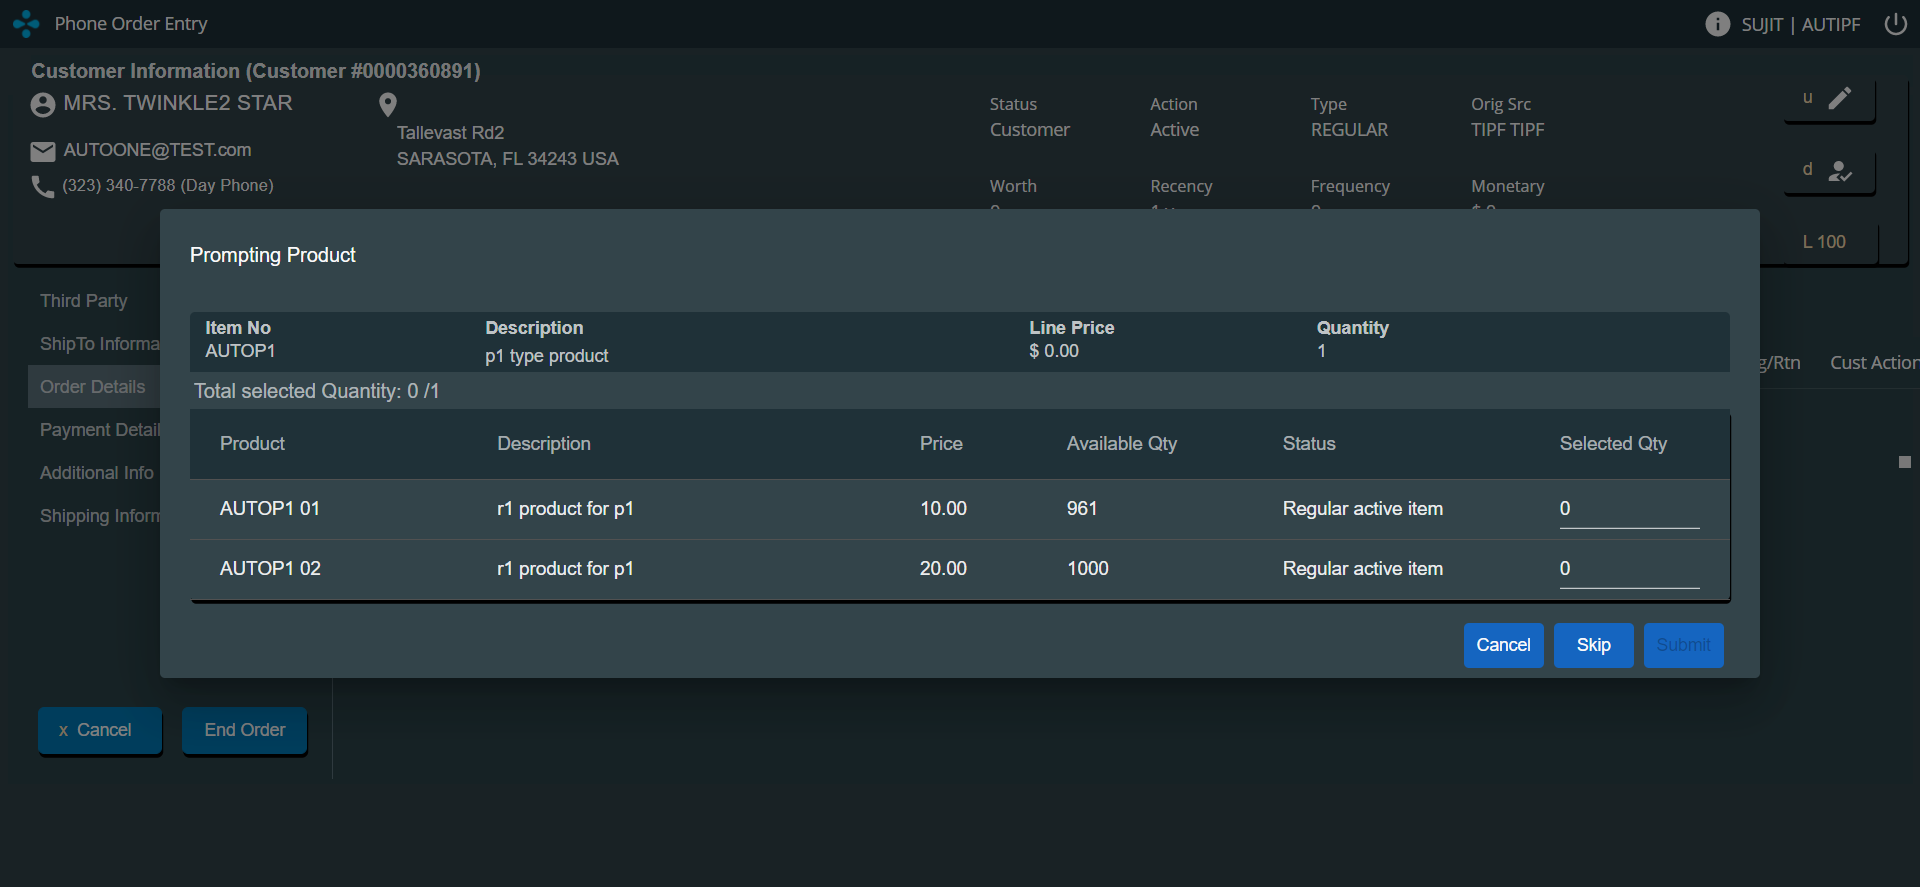 Phone Order Entry
SUJIT | AUTIPF
Customer Information (Customer #0000360891)
MRS. TWINKLE2 STAR
AUTOONE@TEST.com
(323) 340-7788 (Day Phone)
Tallevast Rd2
SARASOTA, FL 34243 USA
Status
Customer
Action
Active
Type
REGULAR
Orig Src
TIPF TIPF
Worth
Recency
Frequency
Monetary
u
d
L 100
Third Party
ShipTo Informa
Order Details
Payment Detail
Additional Info
Shipping Inform
g/Rtn
Cust Action
Prompting Product
Item No
AUTOP1
Description
p1 type product
Line Price
$ 0.00
Quantity
1
Total selected Quantity: 0 /1
Product Description Price Available Qty Status Selected Qty
AUTOP1 01 r1 product for p1 10.00 961 Regular active item 0
AUTOP1 02 r1 product for p1 20.00 1000 Regular active item 0
Cancel
Skip
Submit
x Cancel
End Order